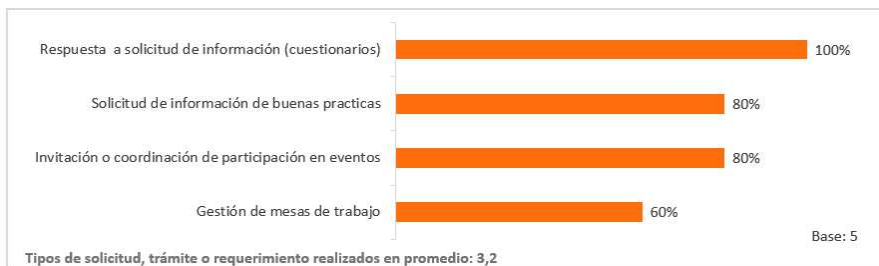 Respuesta a solicitud de información (cuestionarios) 100%
Solicitud de información de buenas practicas 80%
Invitación o coordinación de participación en eventos 80%
Gestión de mesas de trabajo 60%
Base: 5
Tipos de solicitud, trámite o requerimiento realizados en promedio: 3,2